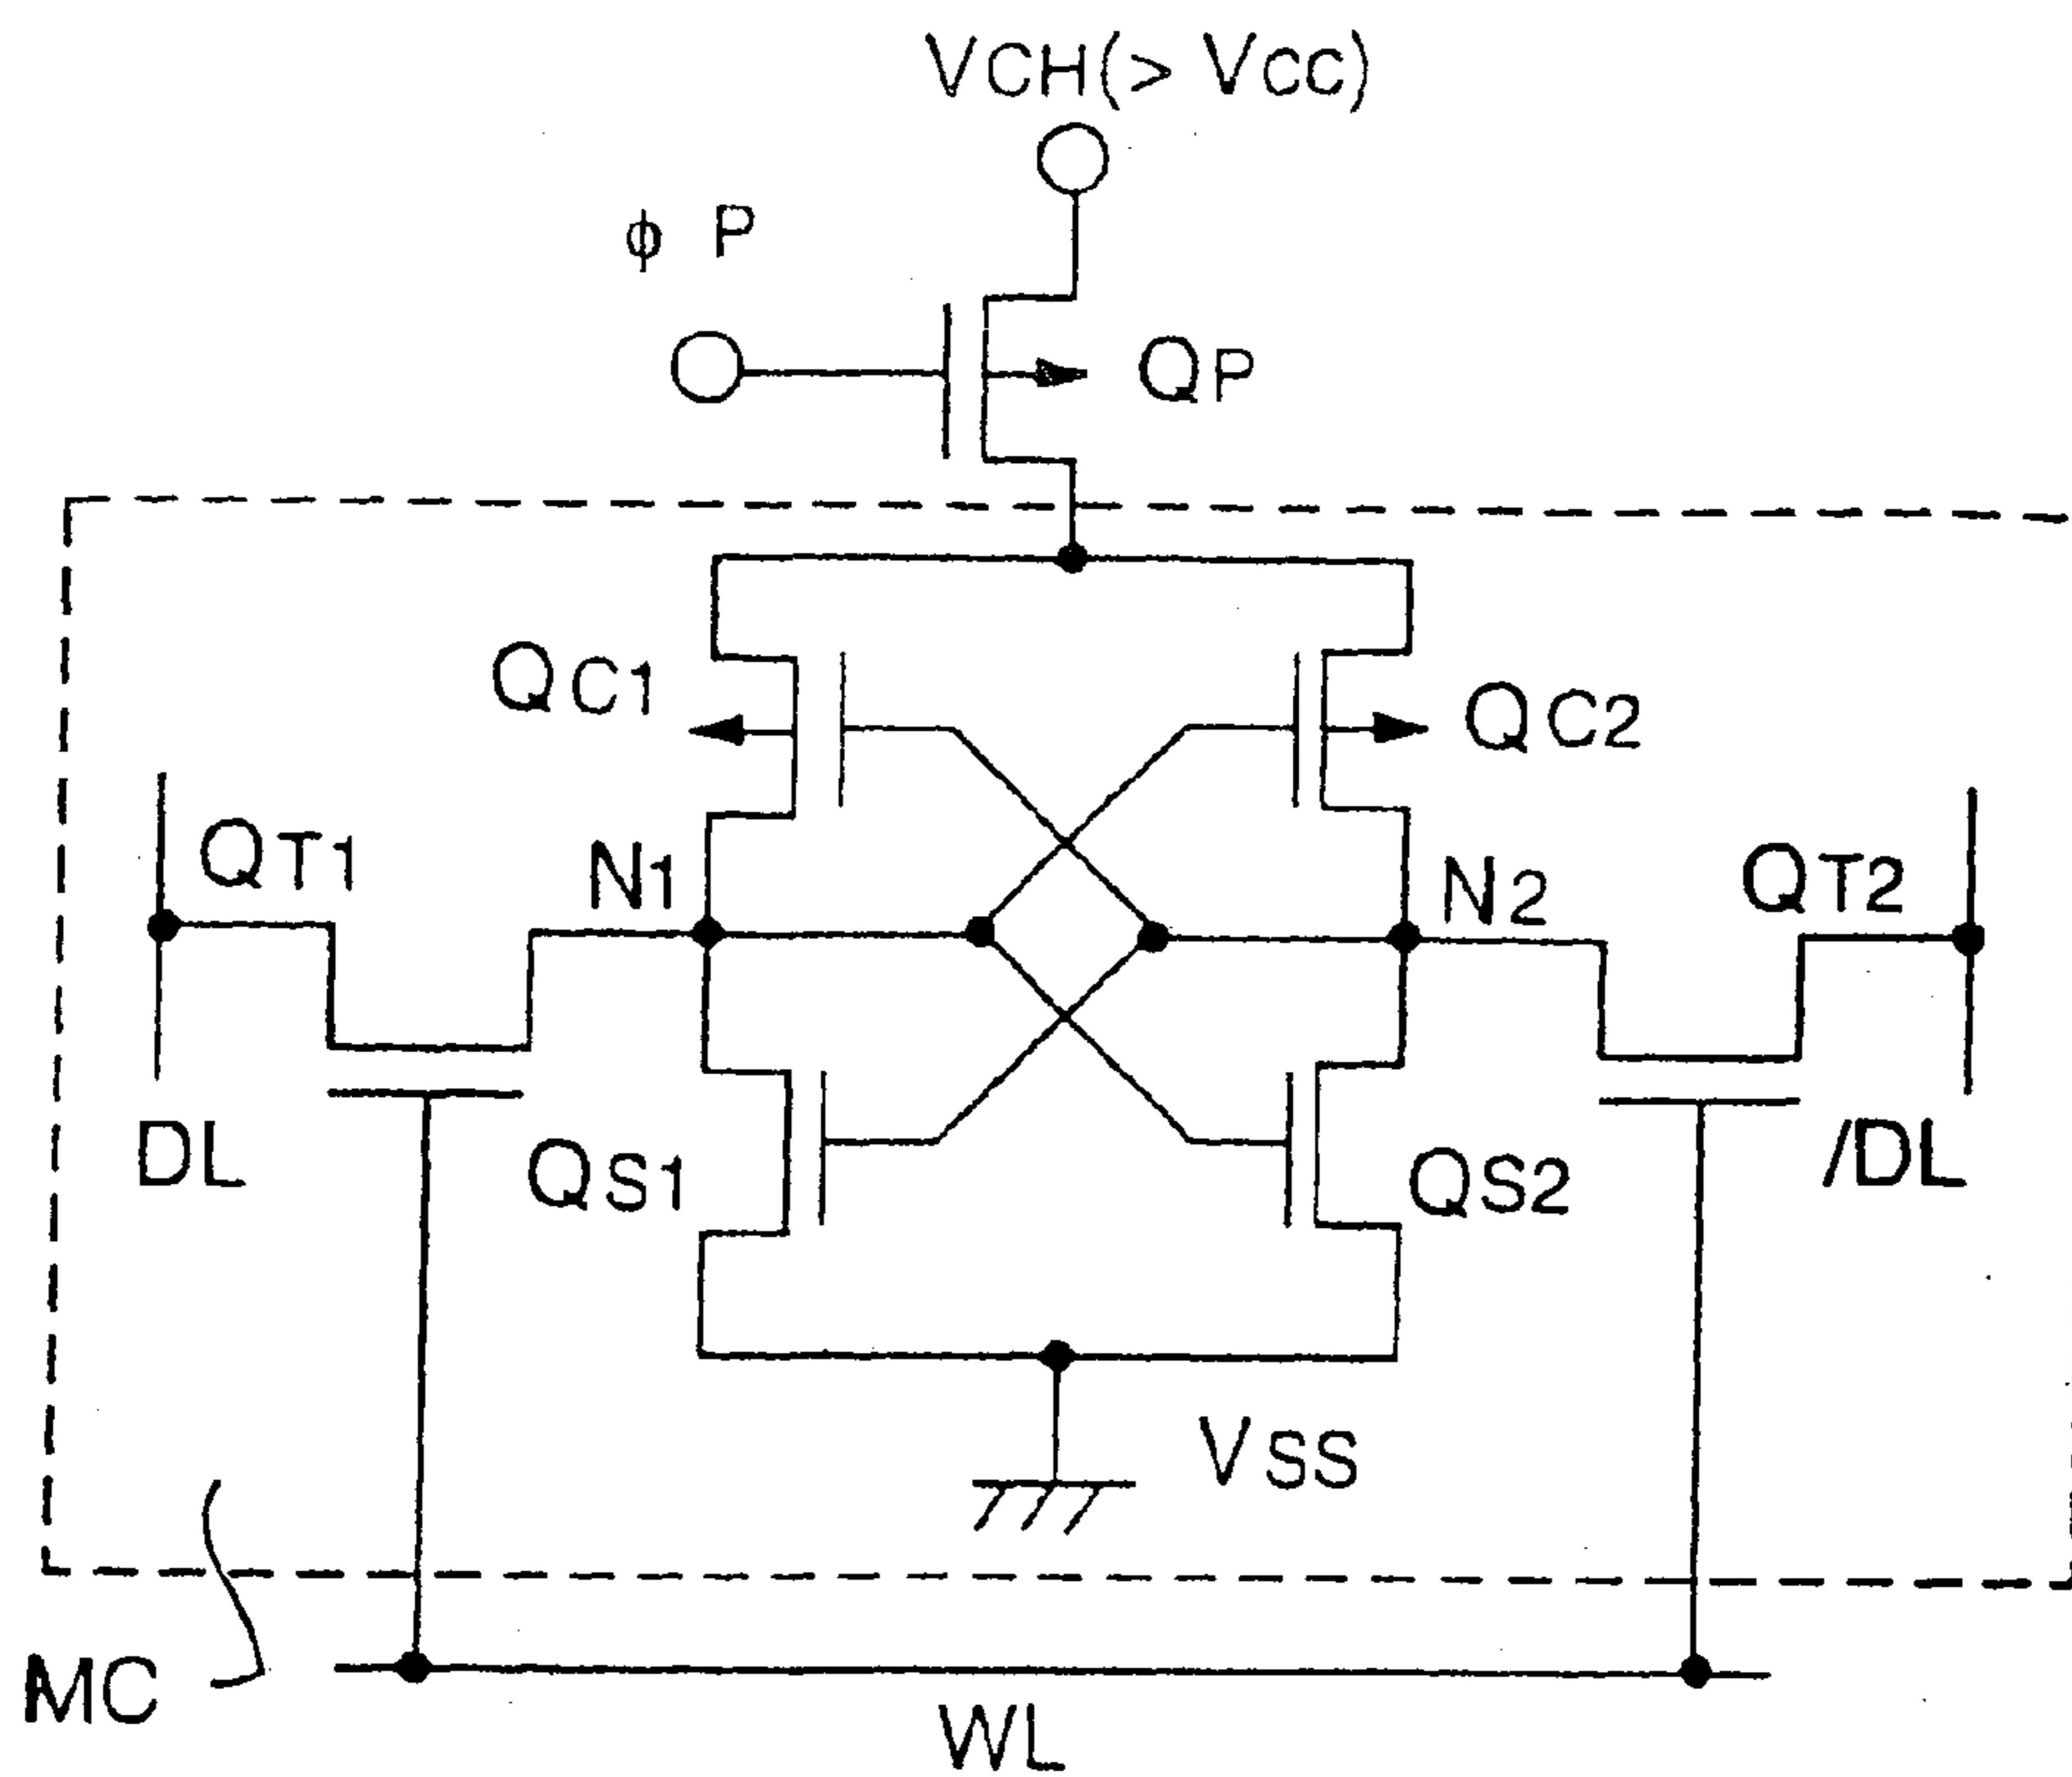 VCH(> VCC)
φ P
QP
QC1
QC2
QT1
N1
N2
QT2
DL
QS1
QS2
/DL
VSS
MC
WL